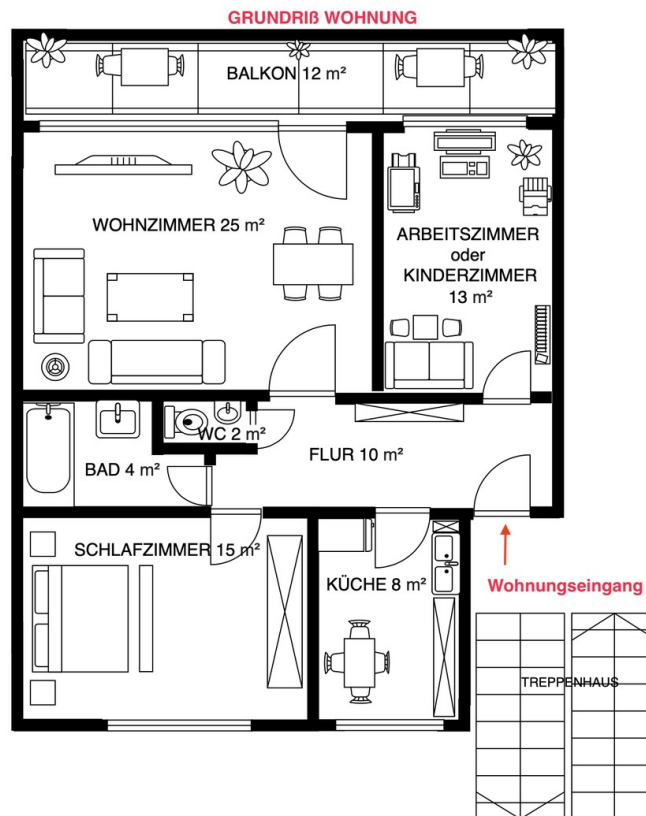 GRUNDRIß WOHNUNG
BALKON 12 m²
WOHNZIMMER 25 m²
ARBEITSZIMMER
oder
KINDERZIMMER
13 m²
WC 2 m²
FLUR 10 m²
BAD 4 m²
SCHLAFZIMMER 15 m²
KÜCHE 8 m²
Wohnungseingang
TREPPENHAUS